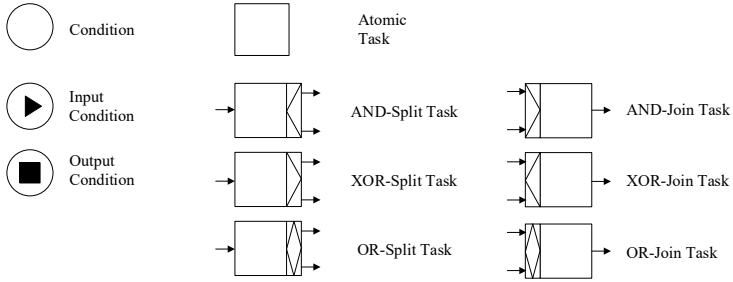 Condition
Atomic
Task
Input
Condition
AND-Split Task
AND-Join Task
Output
Condition
XOR-Split Task
XOR-Join Task
OR-Split Task
OR-Join Task